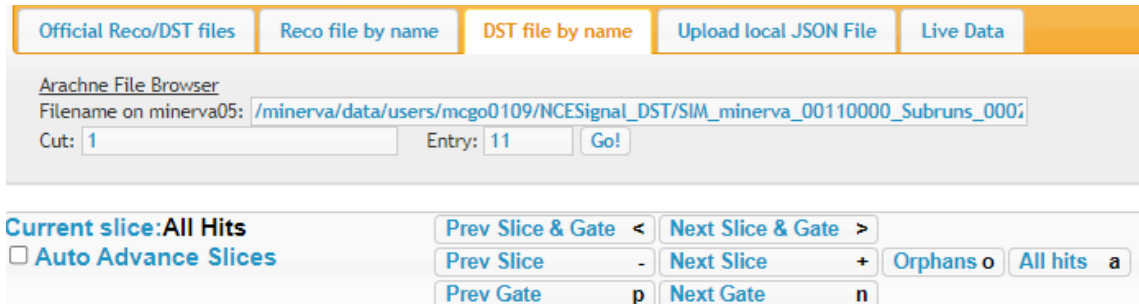 Official Reco/DST files Reco file by name DST file by name Upload local JSON File Live Data
Arachne File Browser
Filename on minerva05: /minerva/data/users/mcgo0109/NCESignal_DST/SIM_minerva_00110000_Subruns_0002
Cut: 1 Entry: 11 Go!
Current slice:All Hits Prev Slice & Gate < Next Slice & Gate >
Auto Advance Slices Prev Slice - Next Slice + Orphans o All hits a
Prev Gate p Next Gate n